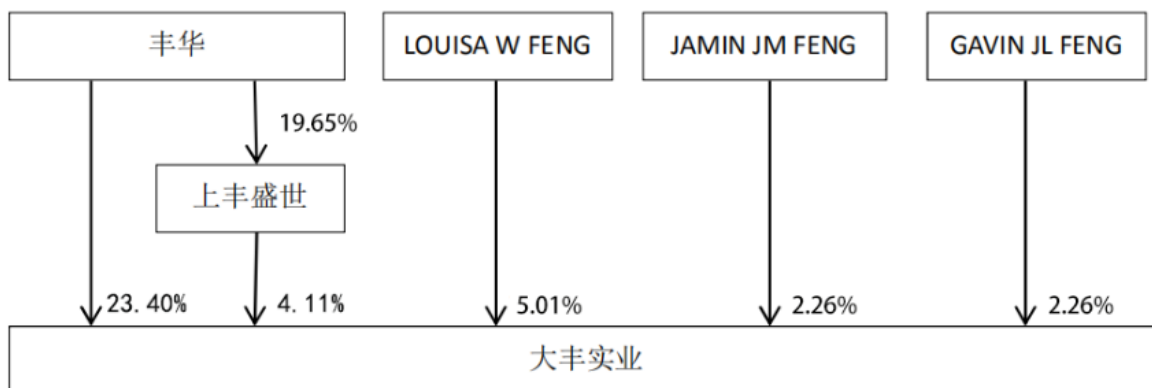 丰华
LOUISA W FENG
JAMIN JM FENG
GAVIN JL FENG
19.65%
上丰盛世
23. 40%
4. 11%
5.01%
2.26%
2.26%
大丰实业